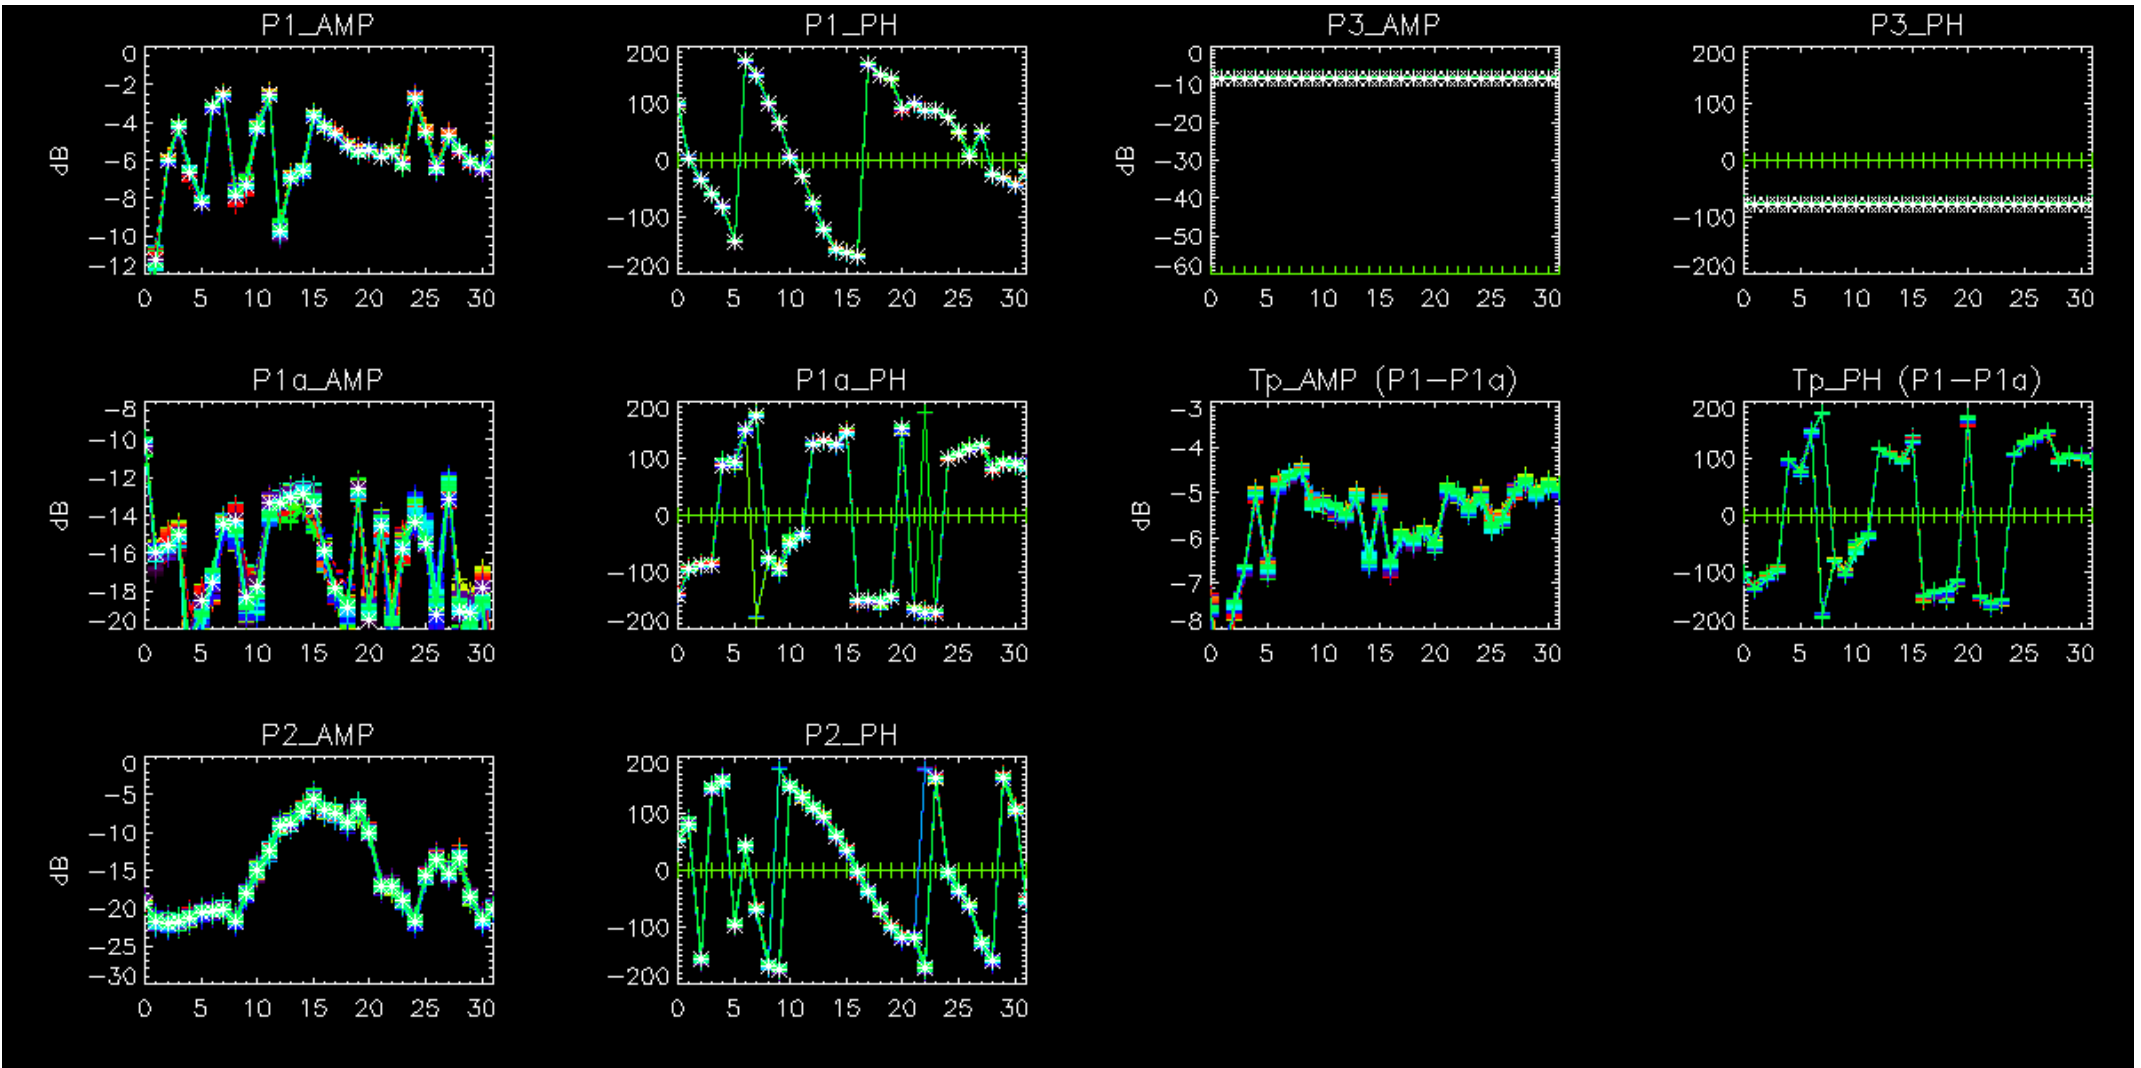 P1_AMP
0
-2
-4
-6
-8
-10
-12
dB
0 5 10 15 20 25 30
P1_PH
200
100
0
-100
-200
0 5 10 15 20 25 30
P3_AMP
0
-10
-20
-30
-40
-50
-60
dB
0 5 10 15 20 25 30
P3_PH
200
100
0
-100
-200
0 5 10 15 20 25 30
P1a_AMP
-8
-10
-12
-14
-16
-18
-20
dB
0 5 10 15 20 25 30
P1a_PH
200
100
0
-100
-200
0 5 10 15 20 25 30
Tp_AMP (P1-P1a)
-3
-4
-5
-6
-7
-8
dB
0 5 10 15 20 25 30
Tp_PH (P1-P1a)
200
100
0
-100
-200
0 5 10 15 20 25 30
P2_AMP
0
-5
-10
-15
-20
-25
-30
dB
0 5 10 15 20 25 30
P2_PH
200
100
0
-100
-200
0 5 10 15 20 25 30